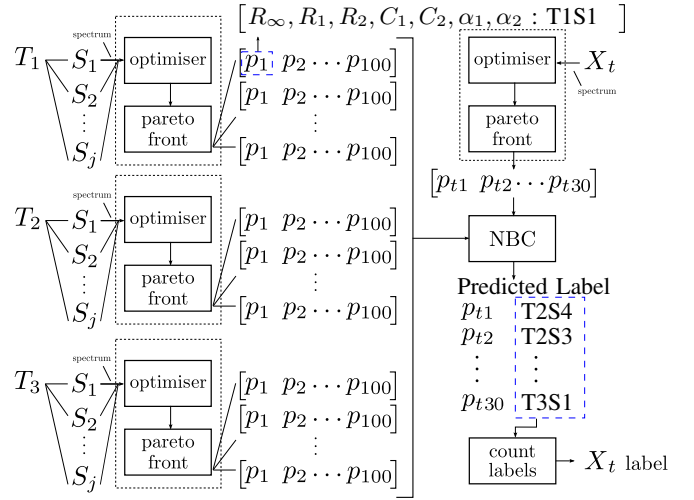 [R∞, R1, R2, C1, C2, α1, α2 : T1S1 ]
T1 S1 spectrum optimiser [p1 p2 ⋯ p100]
S2 [p1 p2 ⋯ p100]
⋮ pareto front ⋮
Sj [p1 p2 ⋯ p100]
T2 S1 spectrum optimiser [p1 p2 ⋯ p100]
S2 [p1 p2 ⋯ p100]
⋮ pareto front ⋮
Sj [p1 p2 ⋯ p100]
T3 S1 spectrum optimiser [p1 p2 ⋯ p100]
S2 [p1 p2 ⋯ p100]
⋮ pareto front ⋮
Sj [p1 p2 ⋯ p100]
optimiser Xt
spectrum
pareto
front
[pt1 pt2 ⋯ pt30]
NBC
Predicted Label
pt1 T2S4
pt2 T2S3
⋮ ⋮
pt30 T3S1
count
labels
Xt label